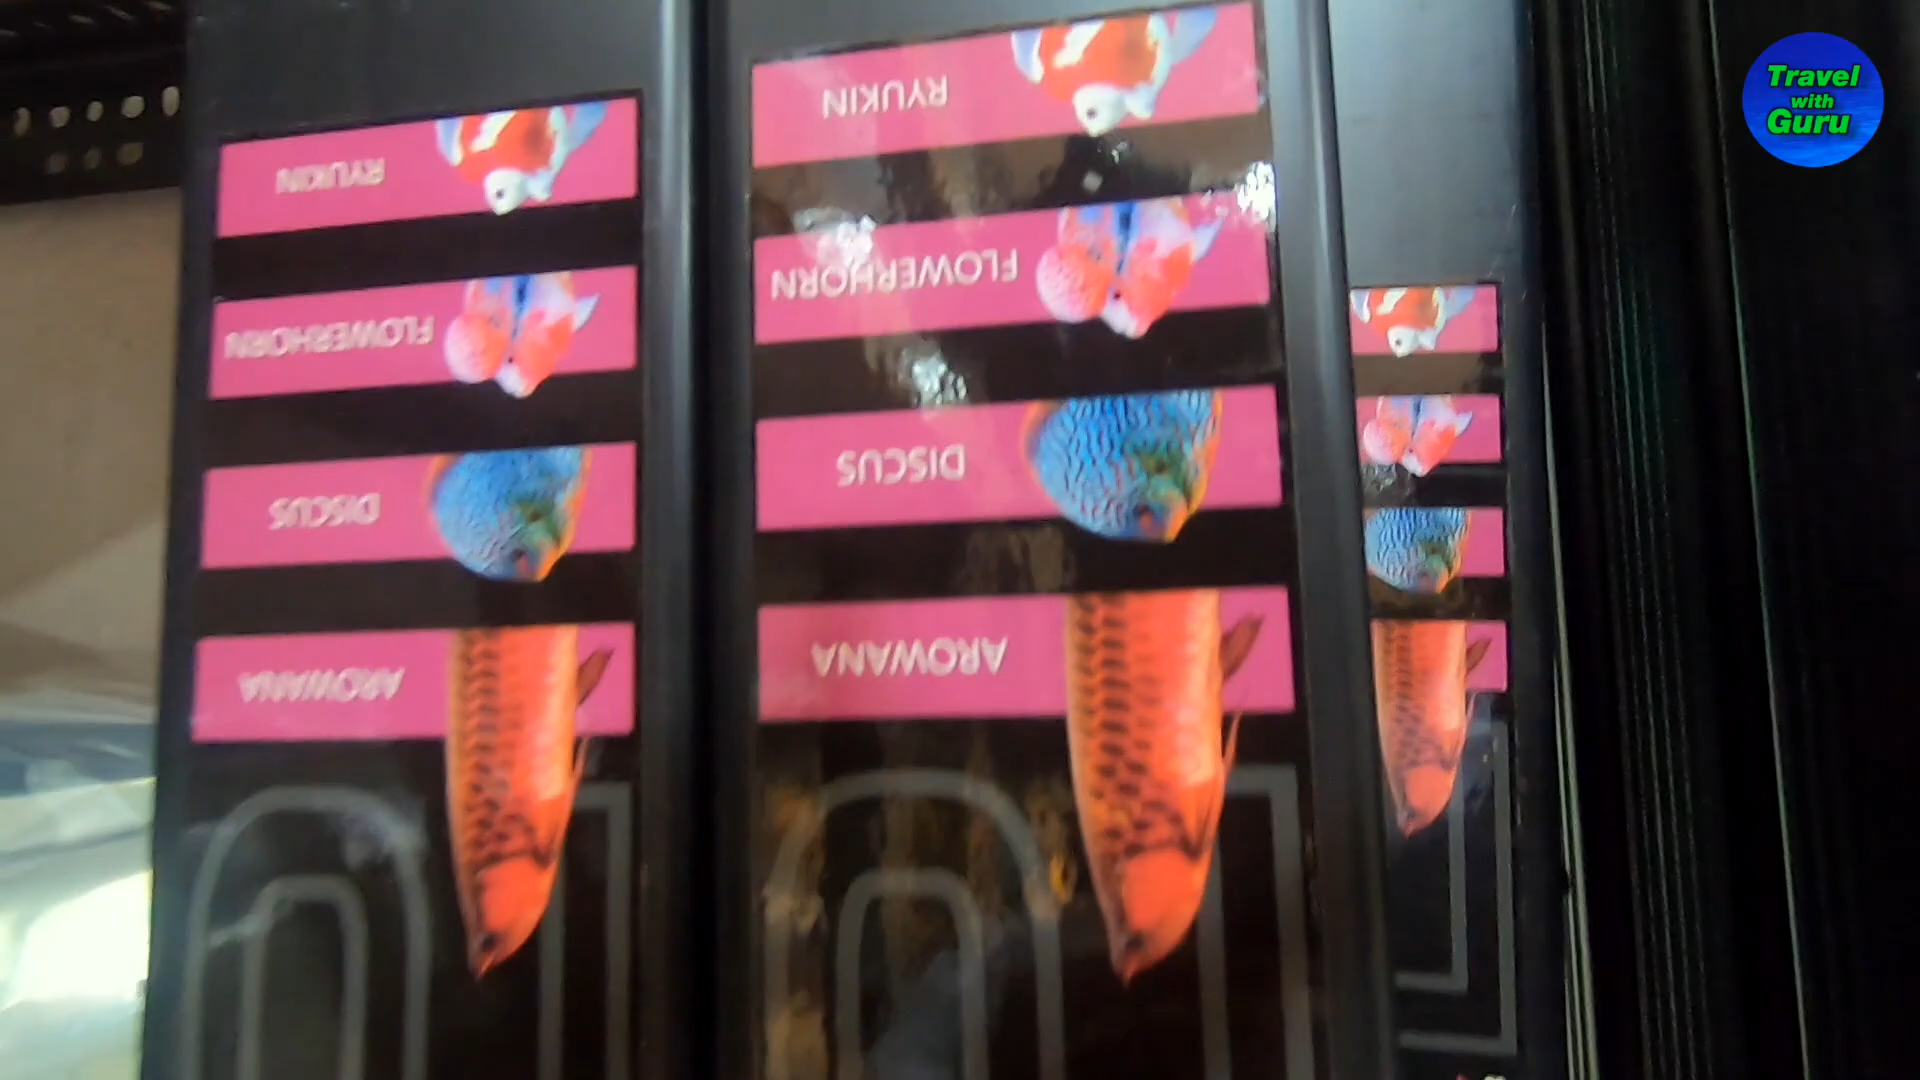 RYUKIN
FLOWERHORN
DISCUS
AROWANA
RYUKIN
FLOWERHORN
DISCUS
AROWANA
Travel
with
Guru